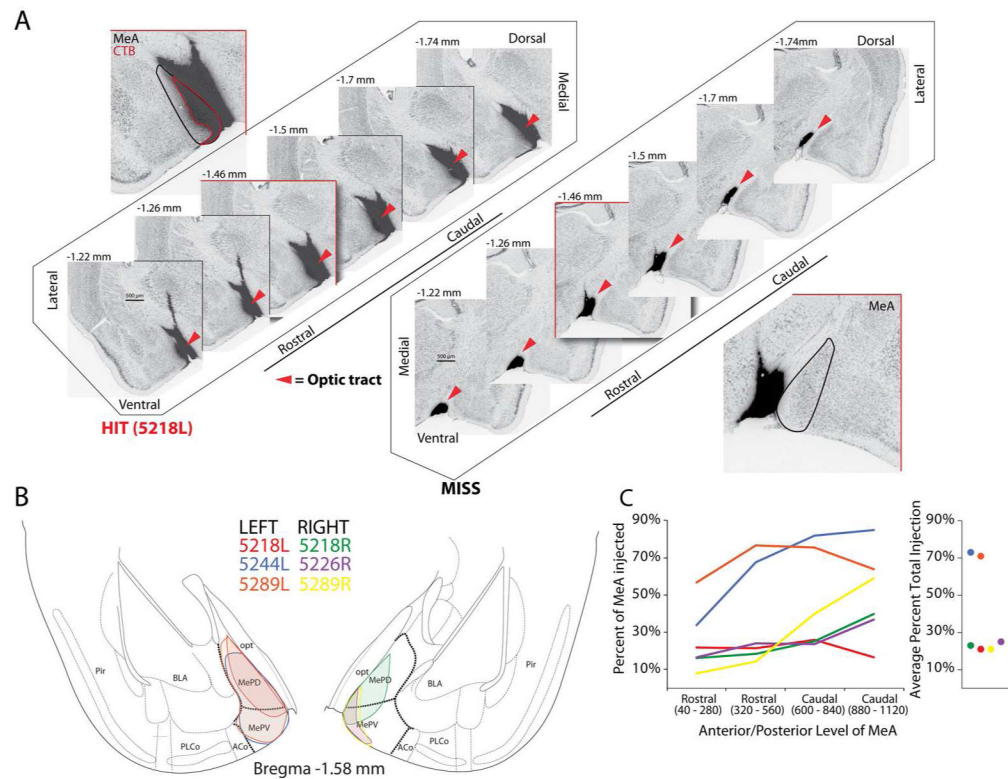 A
MeA
CTB
-1.74 mm
Dorsal
-1.7 mm
Medial
-1.5 mm
-1.46 mm
-1.26 mm
-1.22 mm
Lateral
500 µm
Caudal
Rostral
Ventral
HIT (5218L)
= Optic tract
-1.74mm
Dorsal
-1.7 mm
Lateral
-1.5 mm
-1.46 mm
-1.26 mm
-1.22 mm
Medial
500 µm
Caudal
Rostral
Ventral
MISS
MeA
B
LEFT RIGHT
5218L 5218R
5244L 5226R
5289L 5289R
Pir
BLA
opt
MePD
MePV
PLCo
ACo
opt
MePD
BLA
Pir
MePV
ACo
PLCo
Bregma -1.58 mm
C
Percent of MeA injected
90%
70%
50%
30%
10%
Rostral
(40 - 280)
Rostral
(320 - 560)
Caudal
(600 - 840)
Caudal
(880 - 1120)
Anterior/Posterior Level of MeA
Average Percent Total Injection
90%
70%
50%
30%
10%